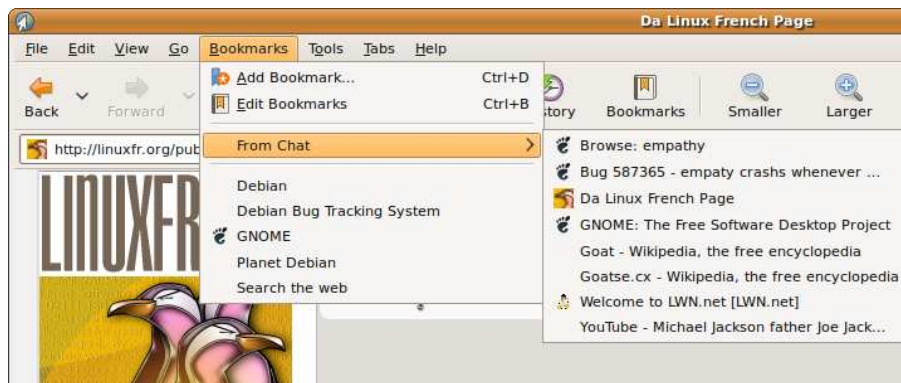 Da Linux French Page
File Edit View Go Bookmarks Tools Tabs Help
Back Forward story Bookmarks Smaller Larger
Add Bookmark... Ctrl+D
Edit Bookmarks Ctrl+B
From Chat
Debian
Debian Bug Tracking System
GNOME
Planet Debian
Search the web
http://linuxfr.org/pub
LINUXFR
Browse: empathy
Bug 587365 - empaty crashes whenever ...
Da Linux French Page
GNOME: The Free Software Desktop Project
Goat - Wikipedia, the free encyclopedia
Goatse.cx - Wikipedia, the free encyclopedia
Welcome to LWN.net [LWN.net]
YouTube - Michael Jackson father Joe Jack...